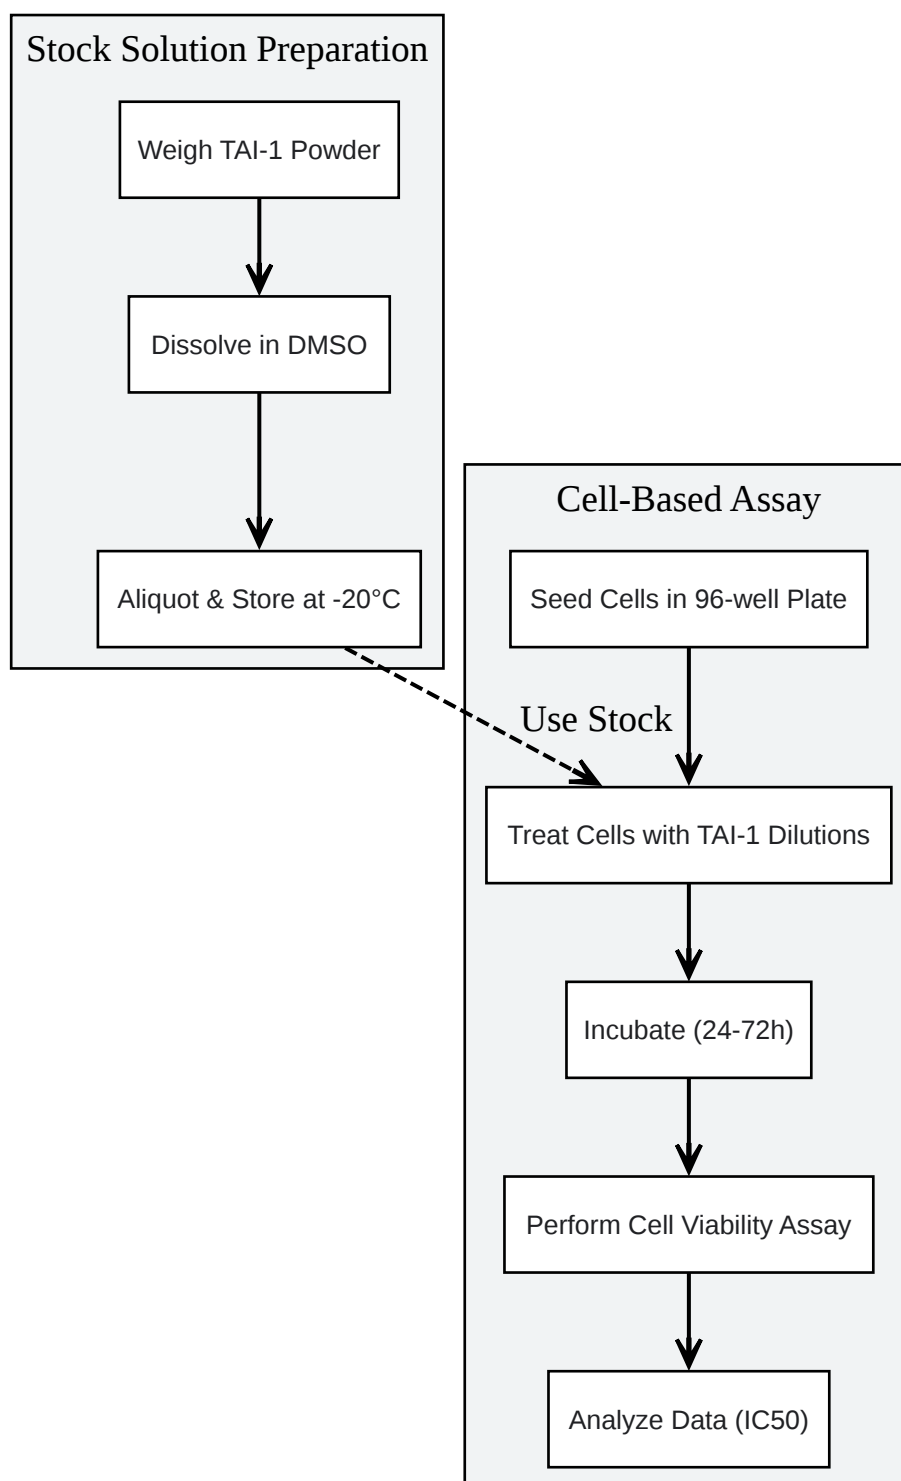 Stock Solution Preparation
Weigh TAI-1 Powder
Dissolve in DMSO
Aliquot & Store at -20°C
Cell-Based Assay
Seed Cells in 96-well Plate
Use Stock
Treat Cells with TAI-1 Dilutions
Incubate (24-72h)
Perform Cell Viability Assay
Analyze Data (IC50)